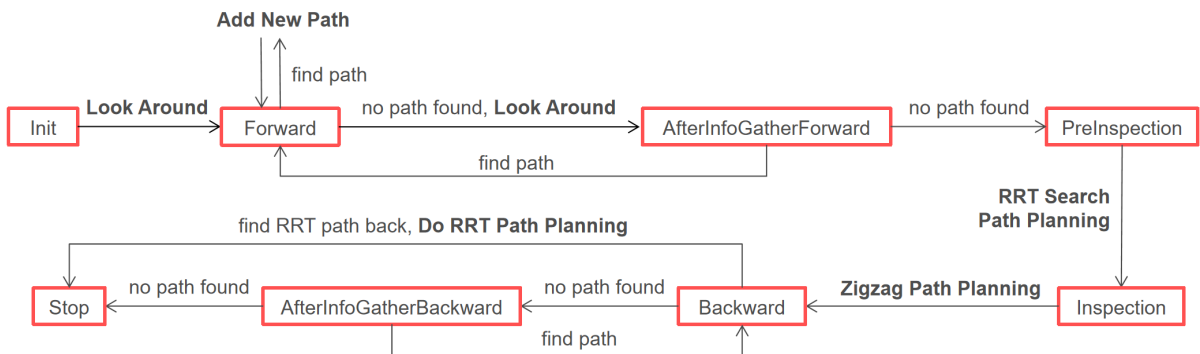 Add New Path
find path
Look Around
no path found, Look Around
no path found
Init
Forward
AfterInfoGatherForward
PreInspection
find path
RRT Search
Path Planning
find RRT path back, Do RRT Path Planning
no path found
no path found
Zigzag Path Planning
Stop
AfterInfoGatherBackward
Backward
Inspection
find path